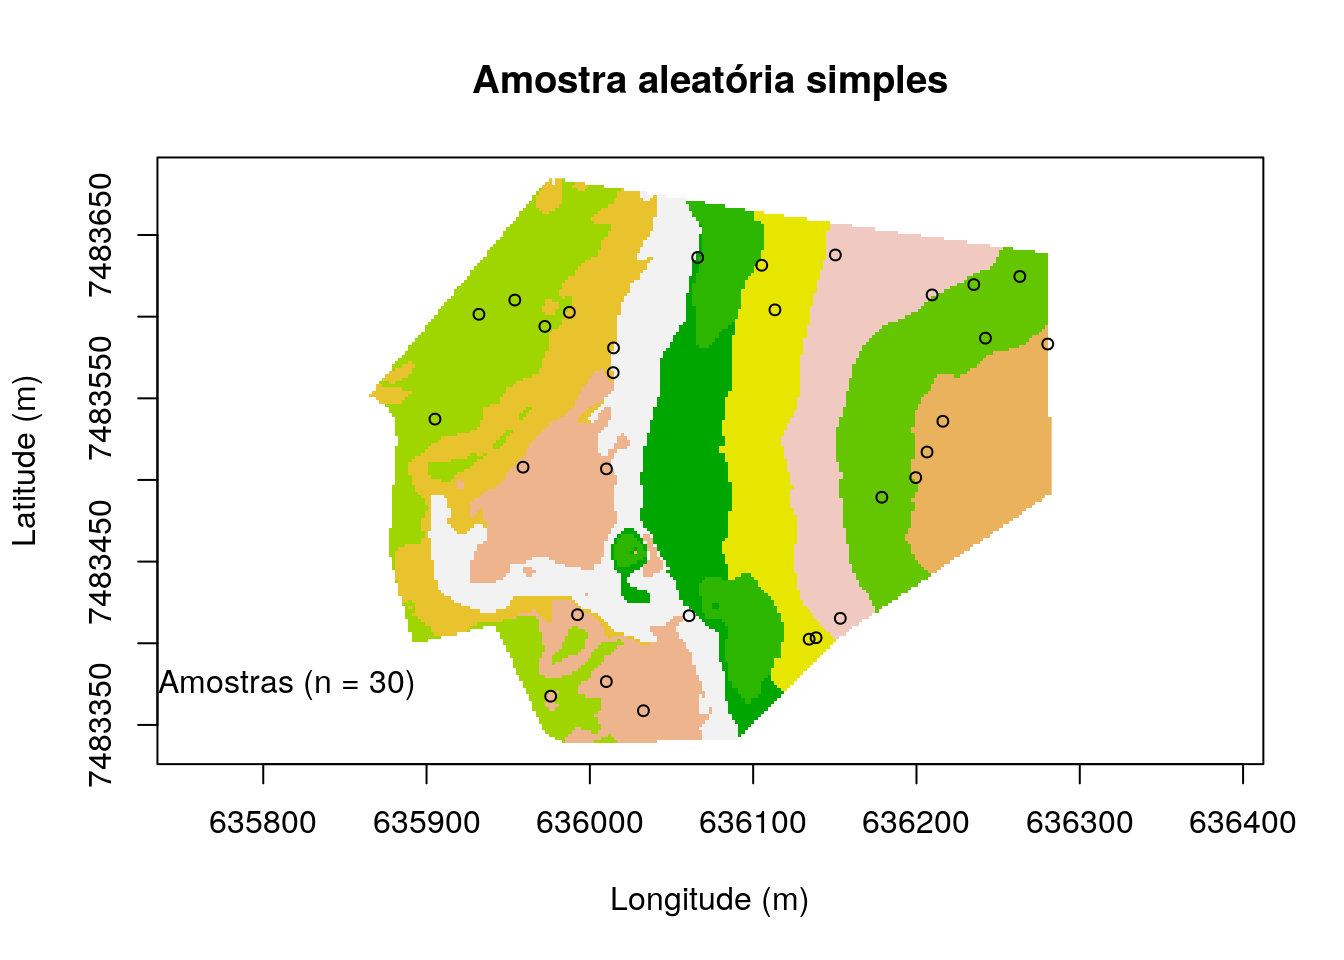 Amostra aleatória simples
Latitude (m)
7483650
7483550
7483450
7483350
Amostras (n = 30)
635800 635900 636000 636100 636200 636300 636400
Longitude (m)